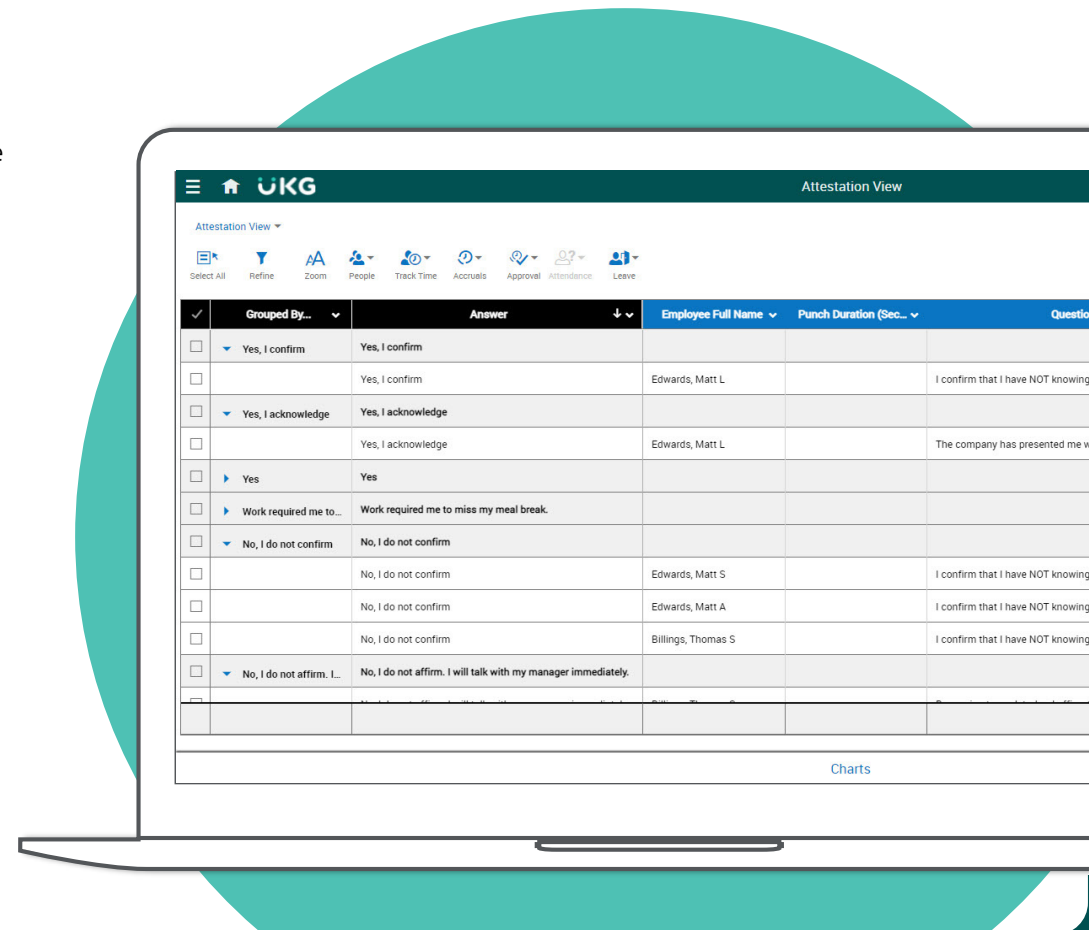 e
UKG Attestation View
Attestation View
Select All Refine Zoom People Track Time Accruals Approval Attendance Leave
Grouped By... Answer Employee Full Name Punch Duration (Sec... Questio
Yes, I confirm Yes, I confirm
Yes, I confirm Edwards, Matt L I confirm that I have NOT knowing
Yes, I acknowledge Yes, I acknowledge
Yes, I acknowledge Edwards, Matt L The company has presented me w
Yes Yes
Work required me to... Work required me to miss my meal break.
No, I do not confirm No, I do not confirm
No, I do not confirm Edwards, Matt S I confirm that I have NOT knowing
No, I do not confirm Edwards, Matt A I confirm that I have NOT knowing
No, I do not confirm Billings, Thomas S I confirm that I have NOT knowing
No, I do not affirm. I... No, I do not affirm. I will talk with my manager immediately.
Charts